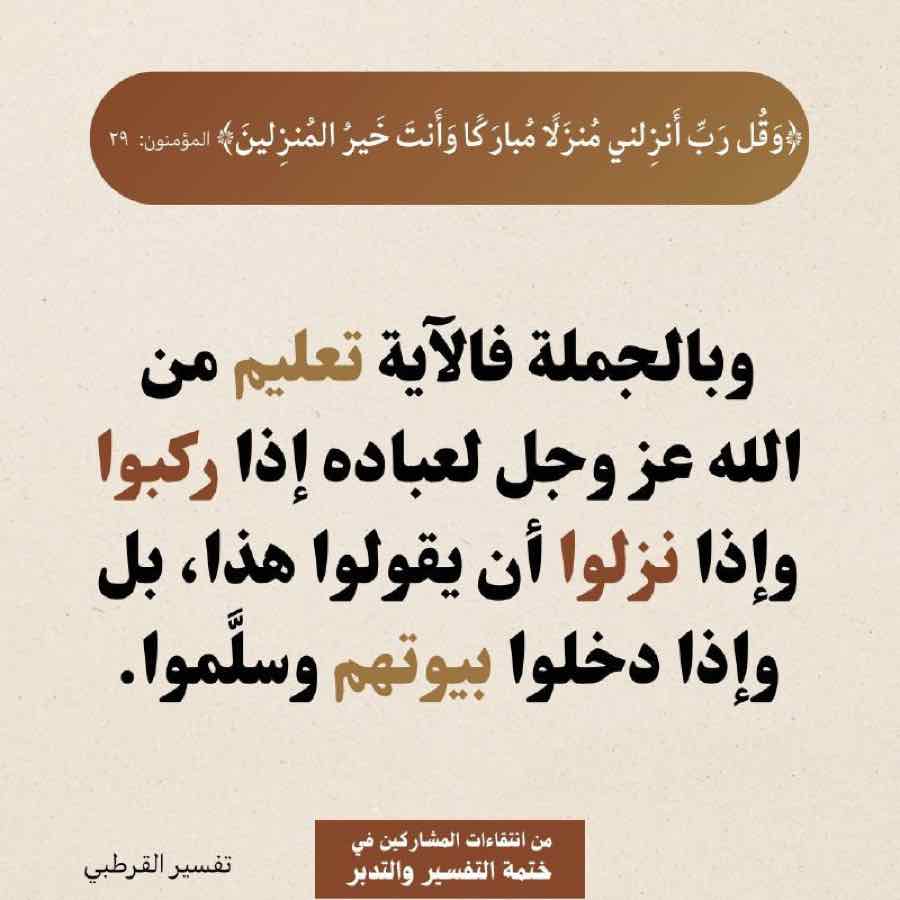 ﴿وَقُل رَبِّ أَنزِلني مُنزَلًا مُبارَكًا وَأَنتَ خَيرُ المُنزِلينَ﴾ المؤمنون: ٢٩
وبالجملة فالآية تعليم من
الله عز وجل لعباده إذا ركبوا
وإذا نزلوا أن يقولوا هذا، بل
وإذا دخلوا بيوتهم وسلَّموا.
من انتقاءات المشاركين في
ختمة التفسير والتدبر
تفسير القرطبي